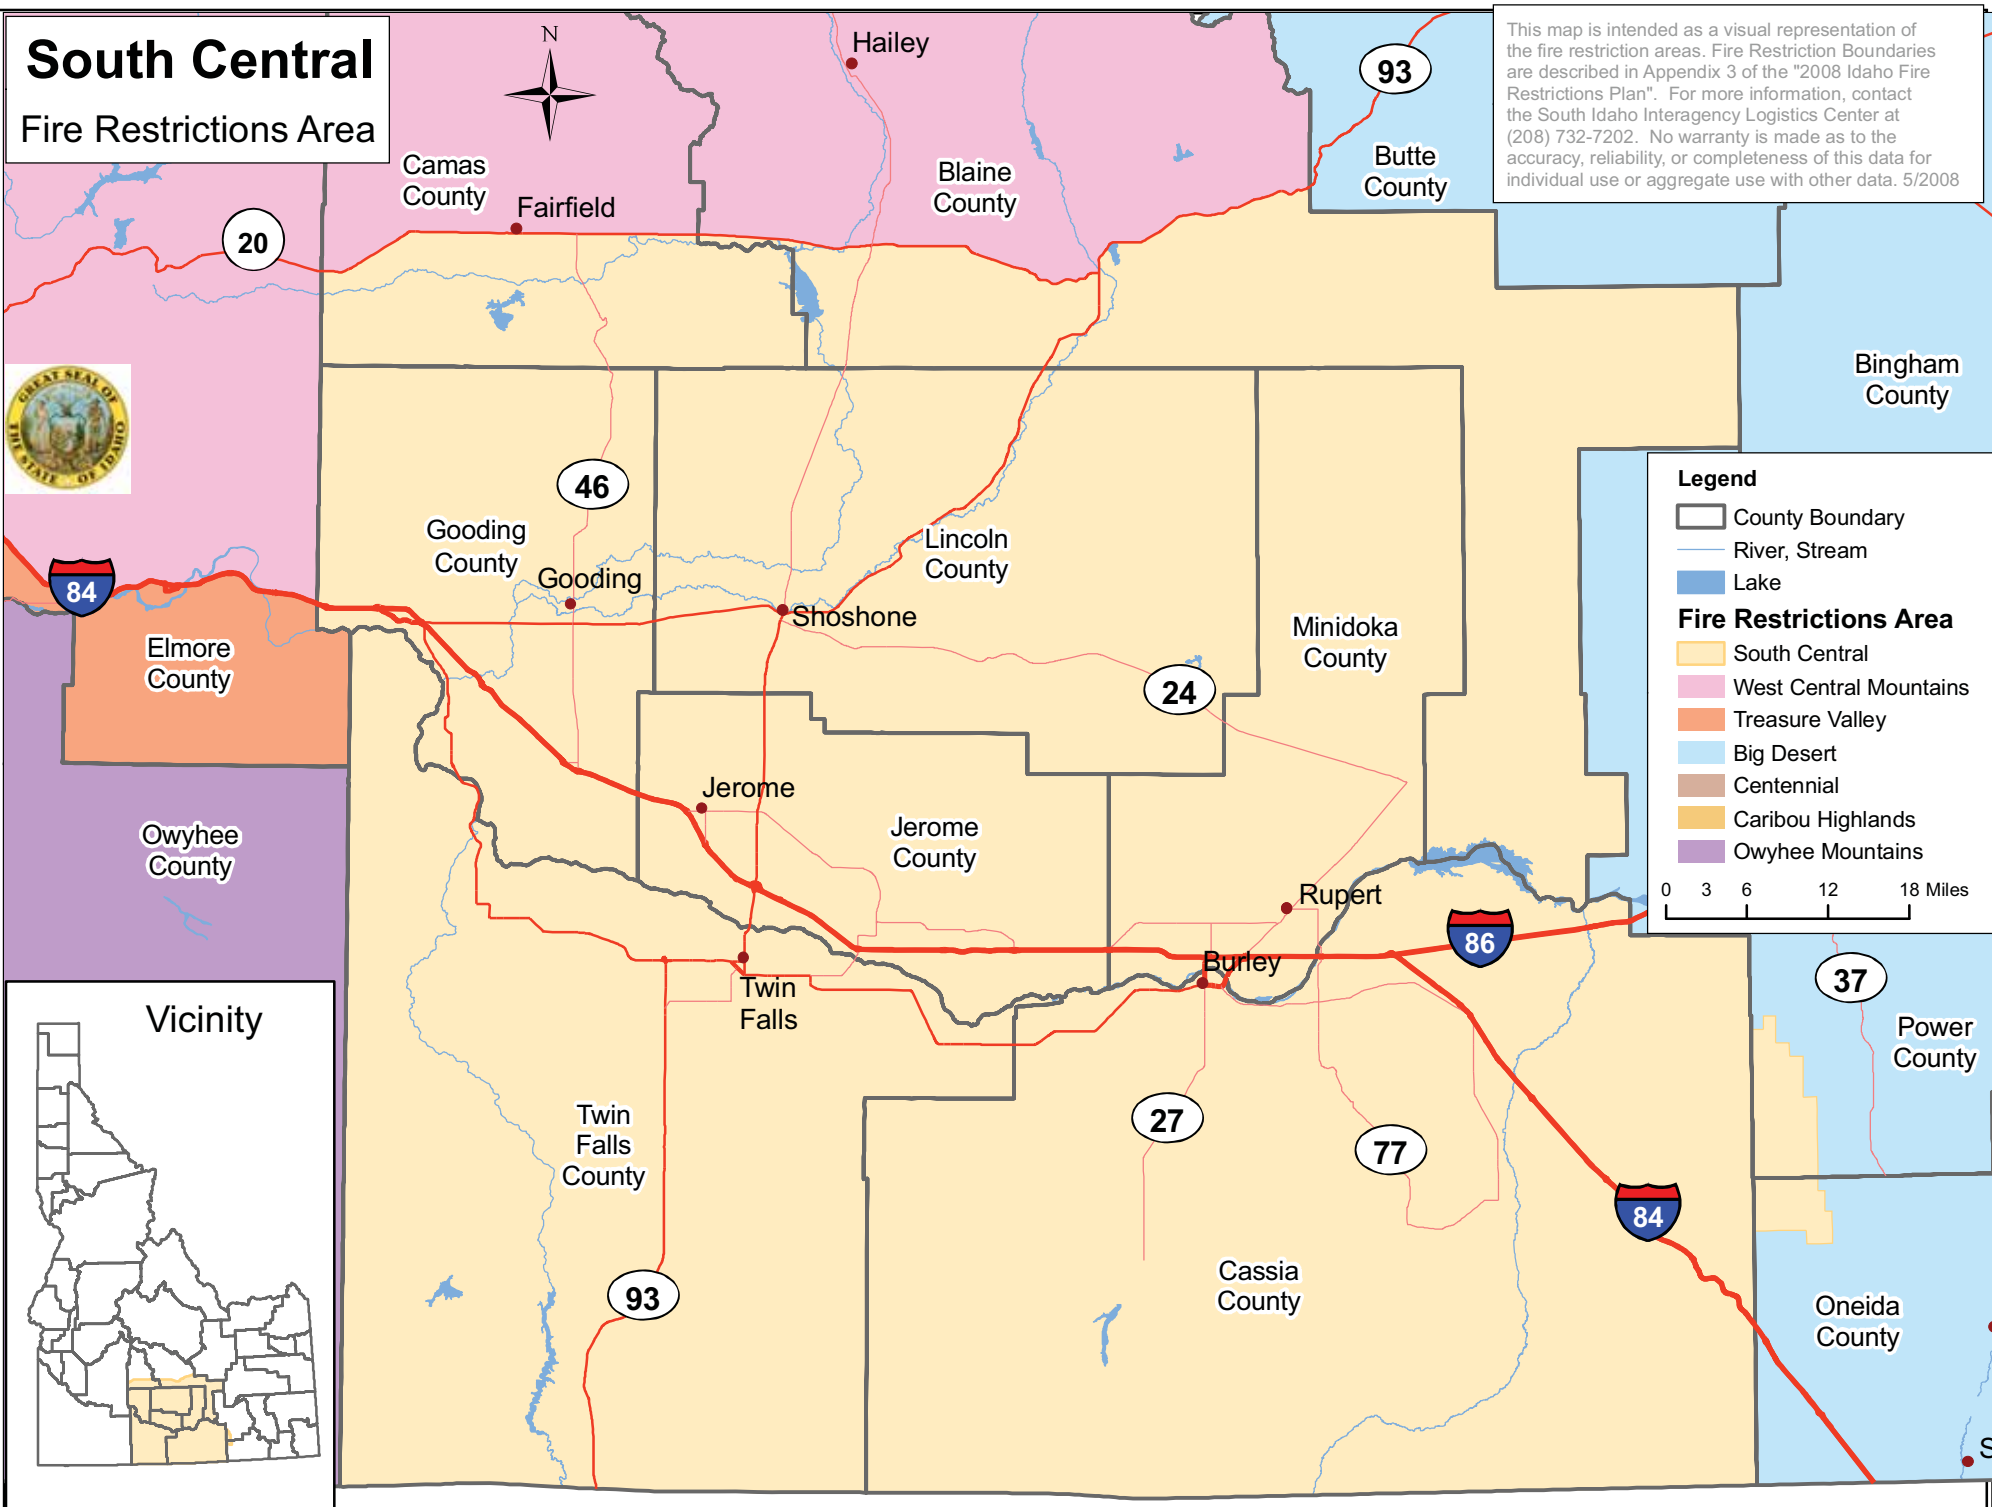 South Central
Fire Restrictions Area
N
Hailey
93
This map is intended as a visual representation of
the fire restriction areas. Fire Restriction Boundaries
are described in Appendix 3 of the "2008 Idaho Fire
Restrictions Plan". For more information, contact
the South Idaho Interagency Logistics Center at
(208) 732-7202. No warranty is made as to the
accuracy, reliability, or completeness of this data for
individual use or aggregate use with other data. 5/2008
Camas
County
Fairfield
Blaine
County
Butte
County
20
GREAT SEAL OF
THE STATE OF IDAHO
Bingham
County
46
Gooding
County
Gooding
Lincoln
County
Shoshone
84
Elmore
County
Minidoka
County
24
Legend
County Boundary
River, Stream
Lake
Fire Restrictions Area
South Central
West Central Mountains
Treasure Valley
Big Desert
Centennial
Caribou Highlands
Owyhee Mountains
0 3 6 12 18 Miles
Owyhee
County
Jerome
Jerome
County
Rupert
86
Burley
Twin
Falls
37
Power
County
Vicinity
Twin
Falls
County
27
77
84
93
Cassia
County
Oneida
County
S